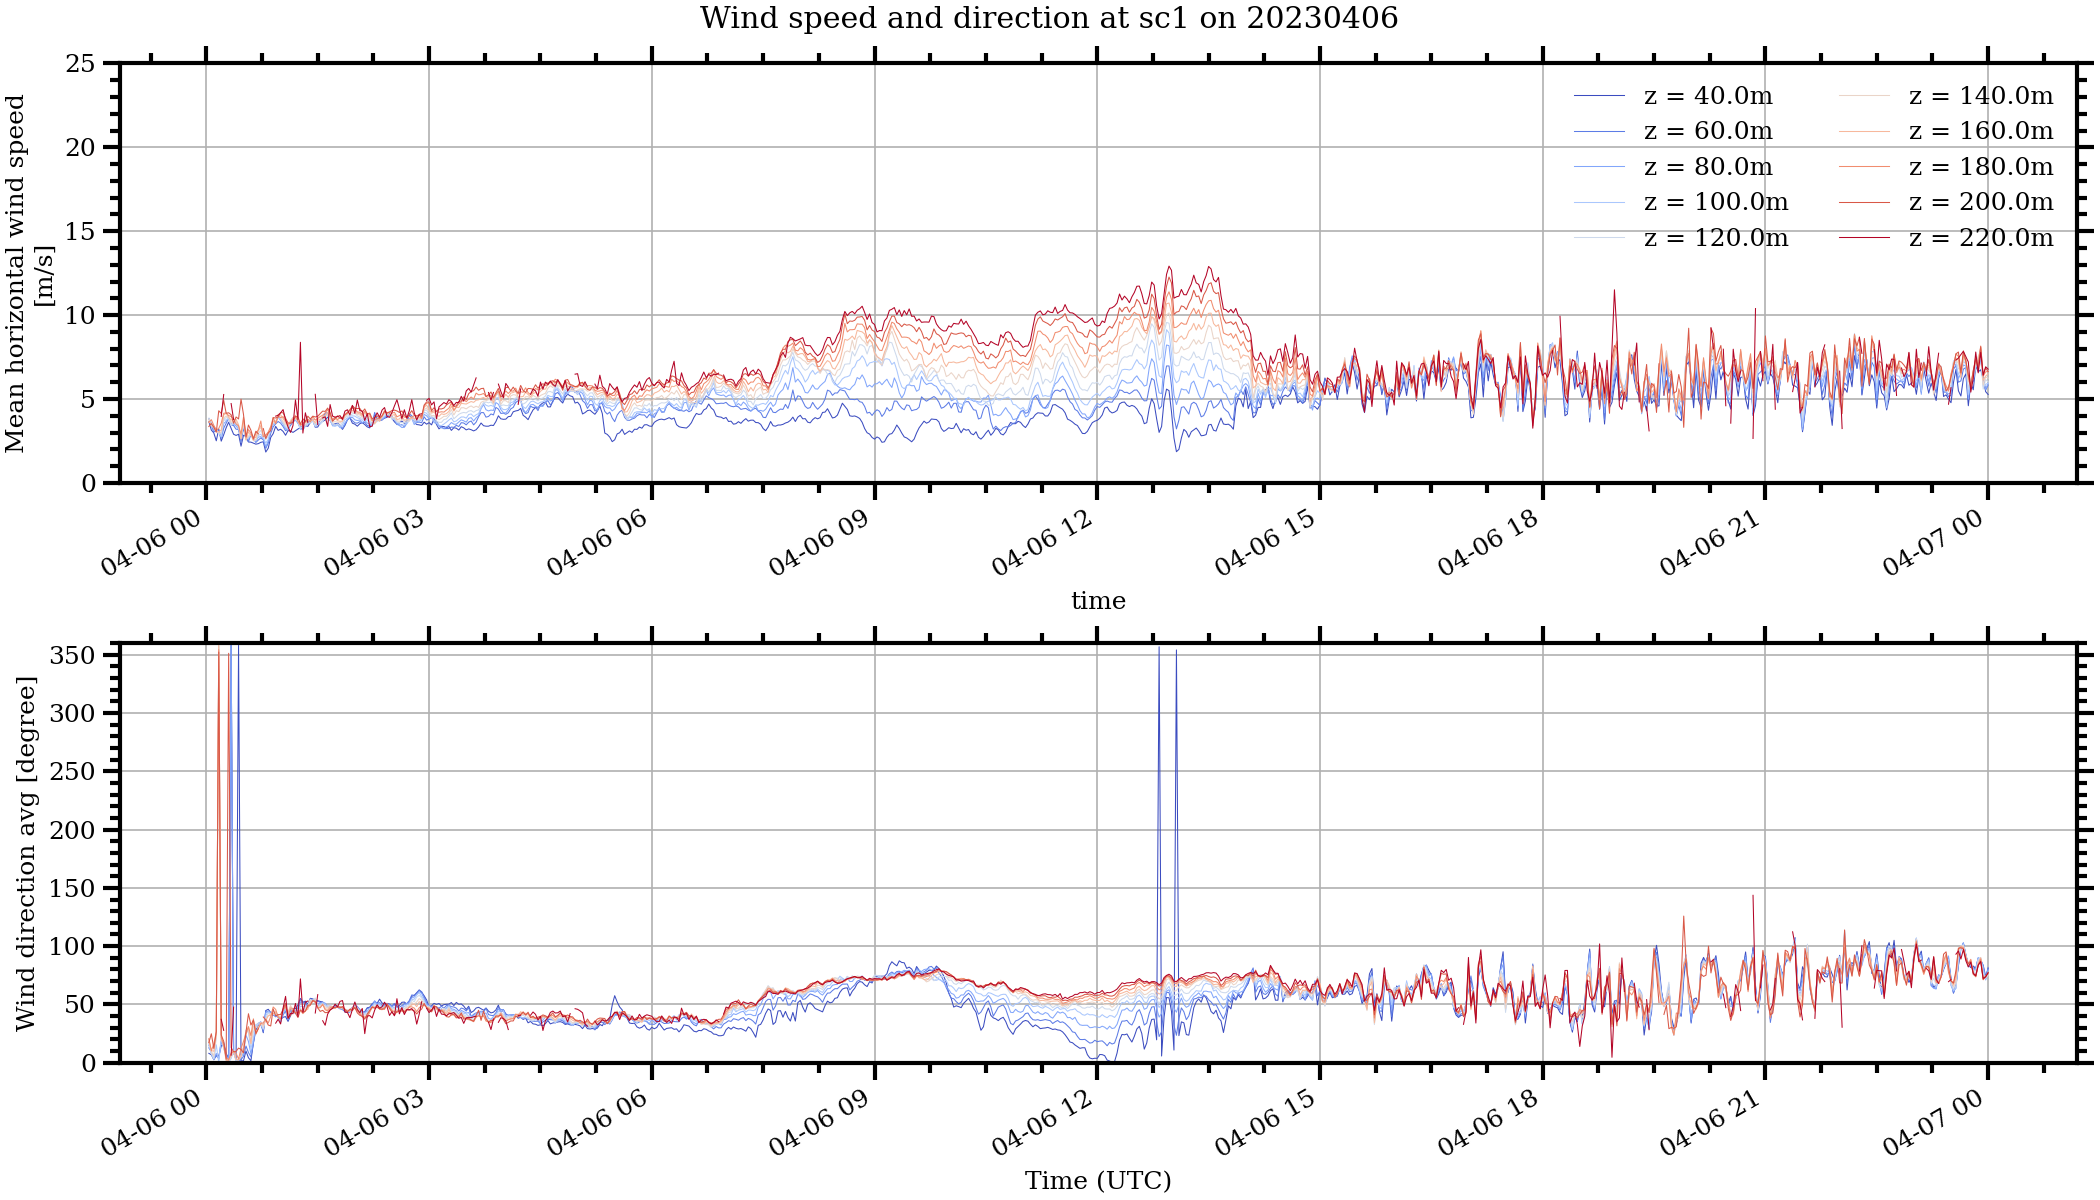 Wind speed and direction at sc1 on 20230406
Mean horizontal wind speed
[m/s]
25
20
15
10
5
0
z = 40.0m
z = 60.0m
z = 80.0m
z = 100.0m
z = 120.0m
z = 140.0m
z = 160.0m
z = 180.0m
z = 200.0m
z = 220.0m
04-06 00
04-06 03
04-06 06
04-06 09
04-06 12
04-06 15
04-06 18
04-06 21
04-07 00
time
Wind direction avg [degree]
350
300
250
200
150
100
50
0
04-06 00
04-06 03
04-06 06
04-06 09
04-06 12
04-06 15
04-06 18
04-06 21
04-07 00
Time (UTC)